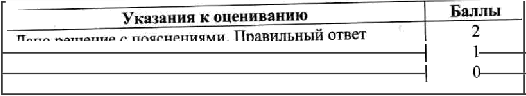 Указания к оцениванию Баллы
Дано решение с пояснениями. Правильный ответ 2
1
0